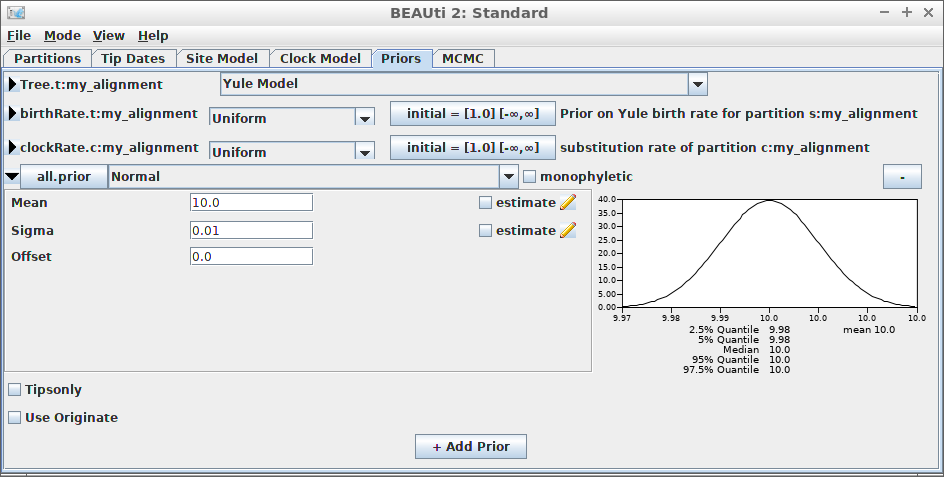 BEAUti 2: Standard
File Mode View Help
Partitions Tip Dates Site Model Clock Model Priors MCMC
Tree.t:my_alignment Yule Model
birthRate.t:my_alignment Uniform initial = [1.0] [-∞,∞] Prior on Yule birth rate for partition s:my_alignment
clockRate.c:my_alignment Uniform initial = [1.0] [-∞,∞] substitution rate of partition c:my_alignment
all.prior Normal monophyletic -
Mean 10.0 estimate
Sigma 0.01 estimate
Offset 0.0
40.0
35.0
30.0
25.0
20.0
15.0
10.0
5.00
0.00
9.97 9.98 9.99 10.0 10.0 10.0 10.0
2.5% Quantile 9.98 mean 10.0
5% Quantile 9.98
Median 10.0
95% Quantile 10.0
97.5% Quantile 10.0
Tipsonly
Use Originate
+ Add Prior